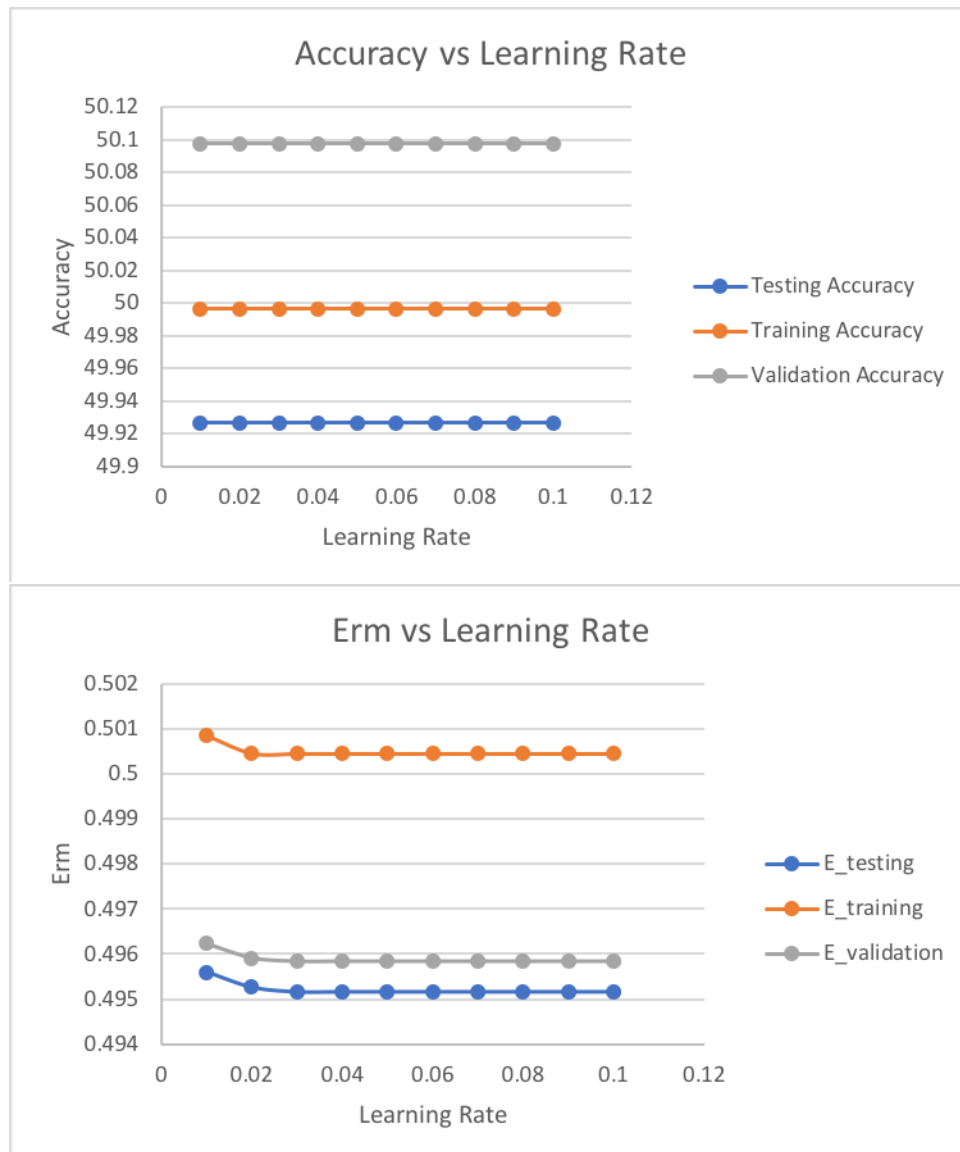 Accuracy vs Learning Rate
50.12
50.1
50.08
50.06
50.04
50.02
50
49.98
49.96
49.94
49.92
49.9
Accuracy
0 0.02 0.04 0.06 0.08 0.1 0.12
Learning Rate
Testing Accuracy
Training Accuracy
Validation Accuracy
Erm vs Learning Rate
0.502
0.501
0.5
0.499
0.498
0.497
0.496
0.495
0.494
Erm
0 0.02 0.04 0.06 0.08 0.1 0.12
Learning Rate
E_testing
E_training
E_validation